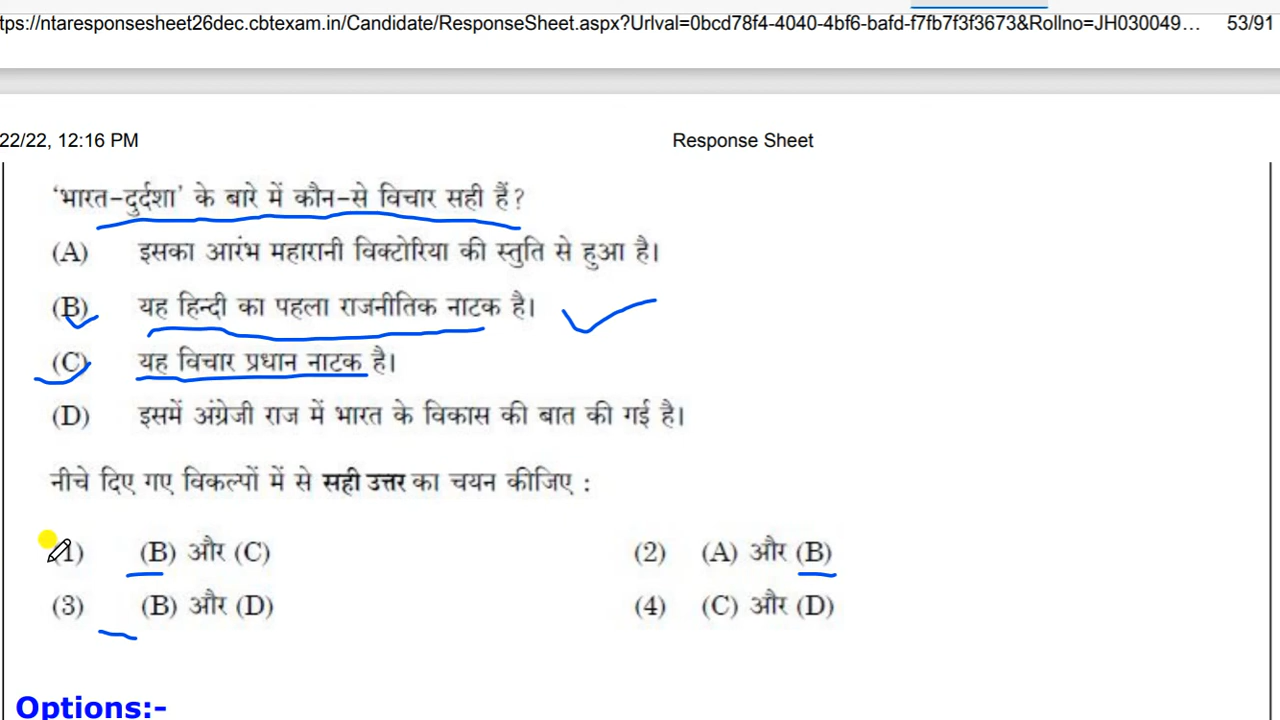 tps://ntaresponsesheet26dec.cbtexam.in/Candidate/ResponseSheet.aspx?Urlval=0bcd78f4-4040-4bf6-bafd-f7fb7f3f3673&Rollno=JH030049… 53/91
22/22, 12:16 PM Response Sheet
'भारत-दुर्दशा' के बारे में कौन-से विचार सही हैं?
(A) इसका आरंभ महारानी विक्टोरिया की स्तुति से हुआ है।
(B) यह हिन्दी का पहला राजनीतिक नाटक है।
(C) यह विचार प्रधान नाटक है।
(D) इसमें अंग्रेजी राज में भारत के विकास की बात की गई है।
नीचे दिए गए विकल्पों में से सही उत्तर का चयन कीजिए :
(1) (B) और (C) (2) (A) और (B)
(3) (B) और (D) (4) (C) और (D)
Options:-